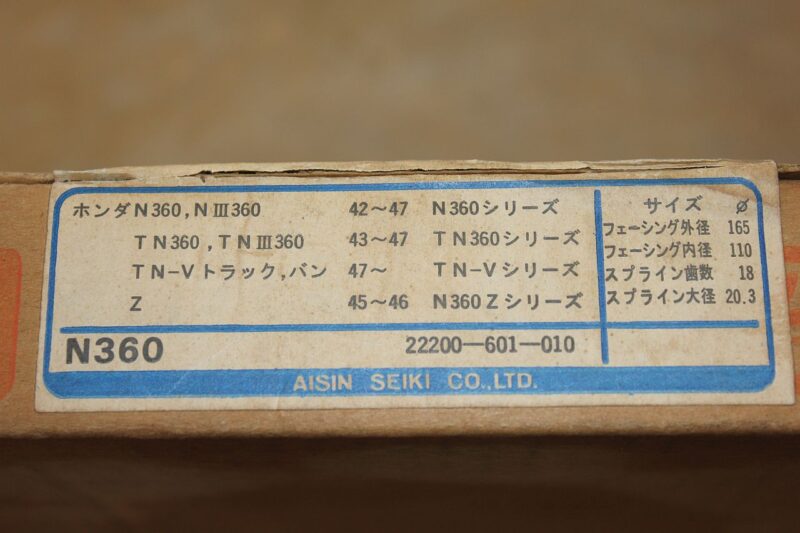 ホンダN360,NⅢ360 42~47 N360シリーズ
TN360,TNⅢ360 43~47 TN360シリーズ
TN-Vトラック,バン 47~ TN-Vシリーズ
Z 45~46 N360Zシリーズ
N360 22200-601-010
サイズ ø
フェーシング外径 165
フェーシング内径 110
スプライン歯数 18
スプライン大径 20.3
AISIN SEIKI CO.,LTD.